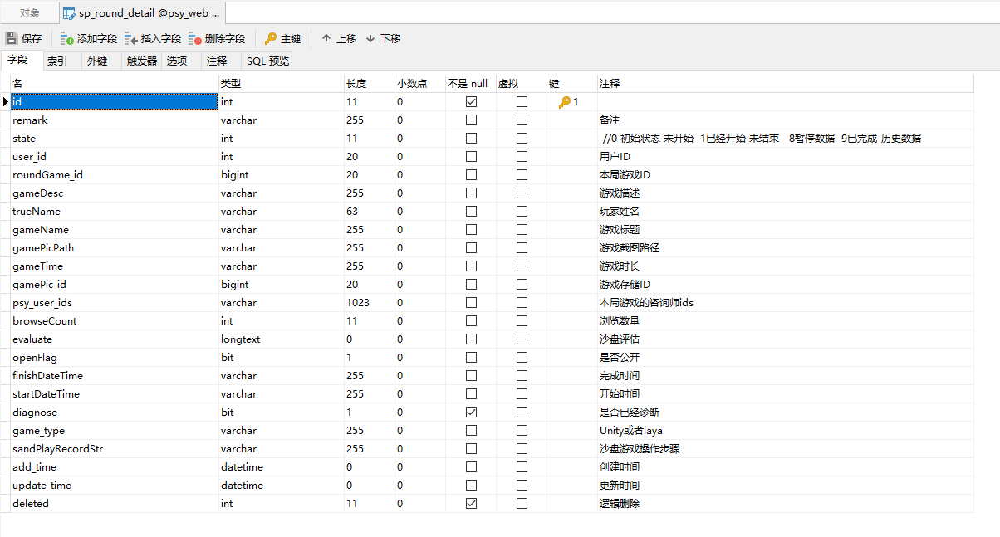 对象 sp_round_detail @psy_web ...
保存 添加字段 插入字段 删除字段 主键 上移 下移
字段 索引 外键 触发器 选项 注释 SQL 预览
名 类型 长度 小数点 不是 null 虚拟 键 注释
id int 11 0 1
remark varchar 255 0 备注
state int 11 0 //0 初始状态 未开始 1已经开始 未结束 8暂停数据 9已完成-历史数据
user_id int 20 0 用户ID
roundGame_id bigint 20 0 本局游戏ID
gameDesc varchar 255 0 游戏描述
trueName varchar 63 0 玩家姓名
gameName varchar 255 0 游戏标题
gamePicPath varchar 255 0 游戏截图路径
gameTime varchar 255 0 游戏时长
gamePic_id bigint 20 0 游戏存储ID
psy_user_ids varchar 1023 0 本局游戏的咨询师ids
browseCount int 11 0 浏览数量
evaluate longtext 0 0 沙盘评估
openFlag bit 1 0 是否公开
finishDateTime varchar 255 0 完成时间
startDateTime varchar 255 0 开始时间
diagnose bit 1 0 是否已经诊断
game_type varchar 255 0 Unity或者laya
sandPlayRecordStr varchar 255 0 沙盘游戏操作步骤
add_time datetime 0 0 创建时间
update_time datetime 0 0 更新时间
deleted int 11 0 逻辑删除